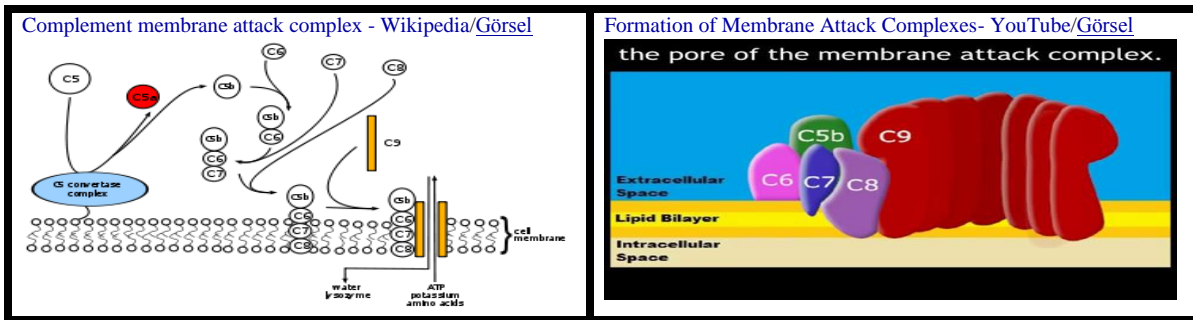 Complement membrane attack complex - Wikipedia/Görsel
C5
C5a
C5b
C6
C7
C8
C5b
C6
C5b
C6
C7
C9
C5 convertase
complex
C5b
C6
C7
C8
C5b
C6
C7
C8
cell
membrane
water
lysozyme
ATP
potassium
amino acids
Formation of Membrane Attack Complexes- YouTube/Görsel
the pore of the membrane attack complex.
C5b
C9
C6
C7
C8
Extracellular
Space
Lipid Bilayer
Intracellular
Space